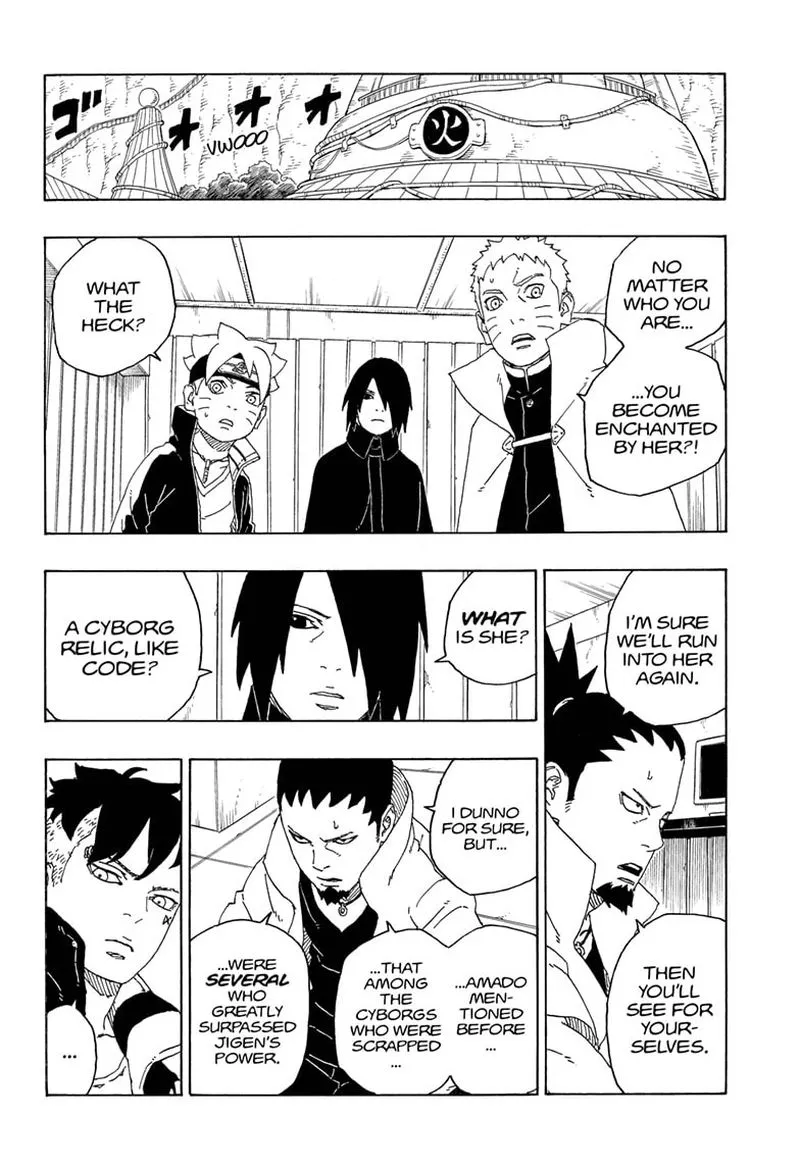 ゴオオオ
VWOOO
火
NO
MATTER
WHO YOU
ARE...
...YOU
BECOME
ENCHANTED
BY HER?!
WHAT
THE
HECK?
I'M SURE
WE'LL RUN
INTO HER
AGAIN.
THEN
YOU'LL
SEE FOR
YOUR-
SELVES.
WHAT
IS SHE?
A CYBORG
RELIC, LIKE
CODE?
I DUNNO
FOR SURE,
BUT...
...AMADO
MEN-
TIONED
BEFORE
...
...THAT
AMONG
THE
CYBORGS
WHO WERE
SCRAPPED
...
...WERE
SEVERAL
WHO
GREATLY
SURPASSED
JIGEN'S
POWER.
...